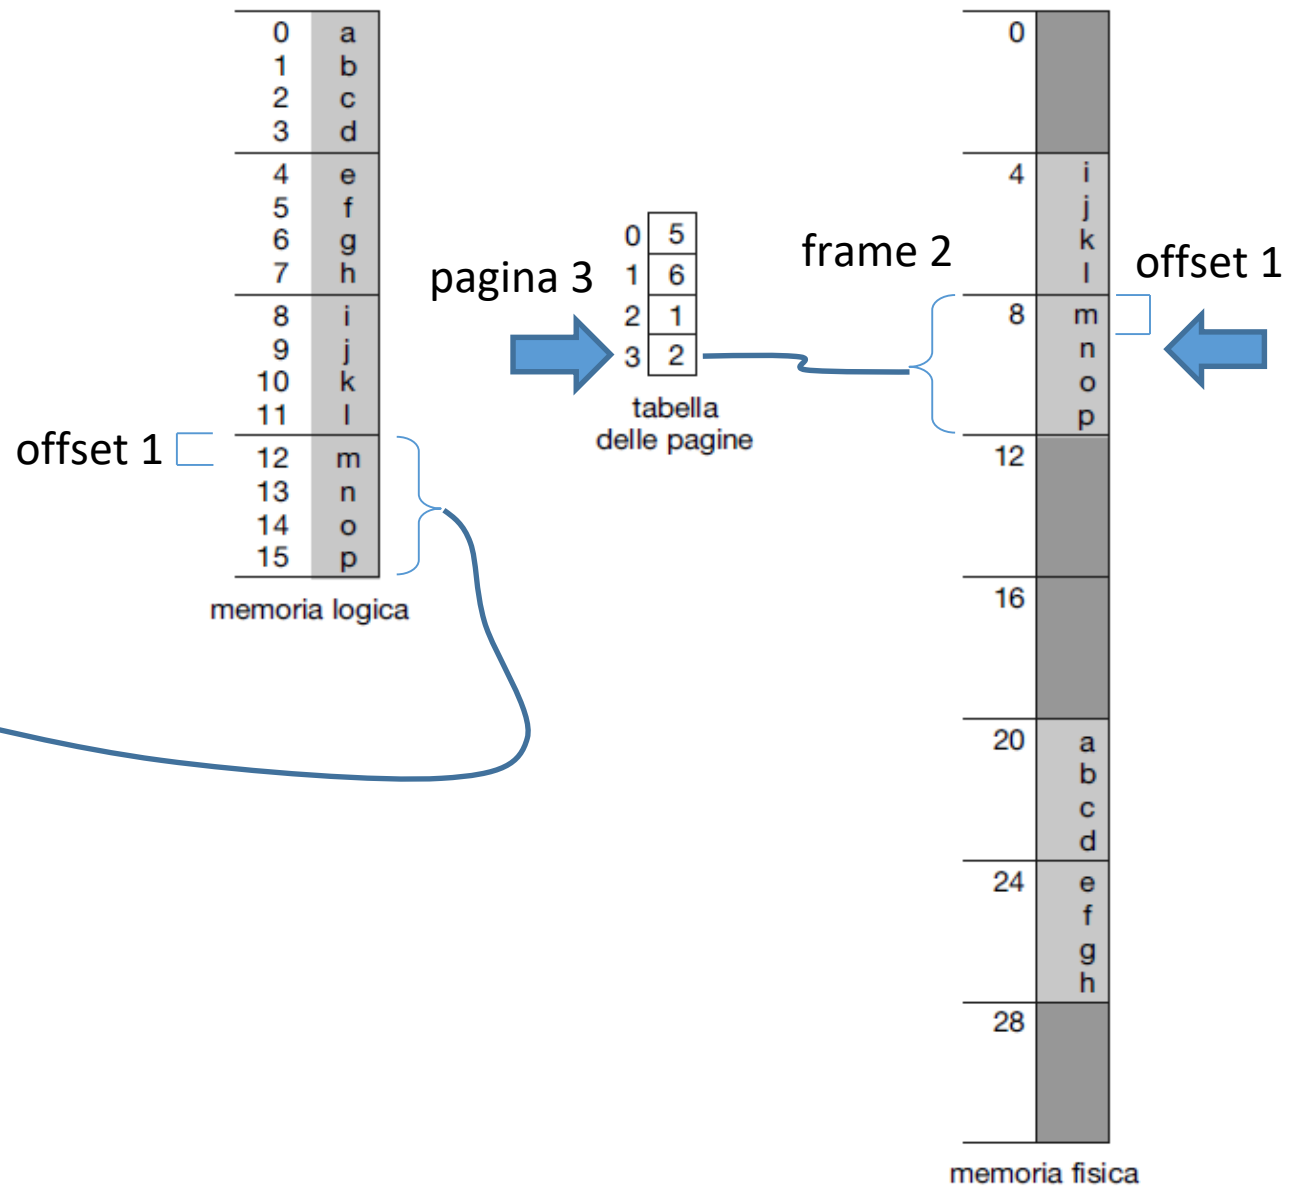 0 a
1 b
2 c
3 d
4 e
5 f
6 g
7 h
8 i
9 j
10 k
11 l
12 m
13 n
14 o
15 p
memoria logica
offset 1
pagina 3
0 5
1 6
2 1
3 2
tabella
delle pagine
frame 2
offset 1
0
4 i
j
k
l
8 m
n
o
p
12
16
20 a
b
c
d
24 e
f
g
h
28
memoria fisica